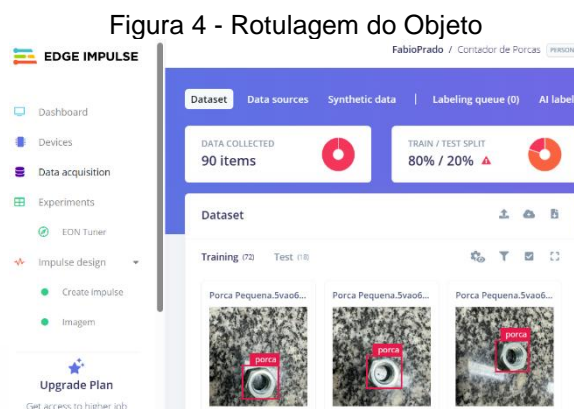 Figura 4 - Rotulagem do Objeto
EDGE IMPULSE
FabioPrado / Contador de Porcas PERSON
Dashboard
Devices
Data acquisition
Experiments
EON Tuner
Impulse design
Create impulse
Imagem
Upgrade Plan
Get access to higher job
Dataset Data sources Synthetic data | Labeling queue (0) AI label
DATA COLLECTED
90 items
TRAIN / TEST SPLIT
80% / 20%
Dataset
Training (72) Test (18)
Porca Pequena.5vao6... Porca Pequena.5vao6... Porca Pequena.5vao6...
porca
porca
porca